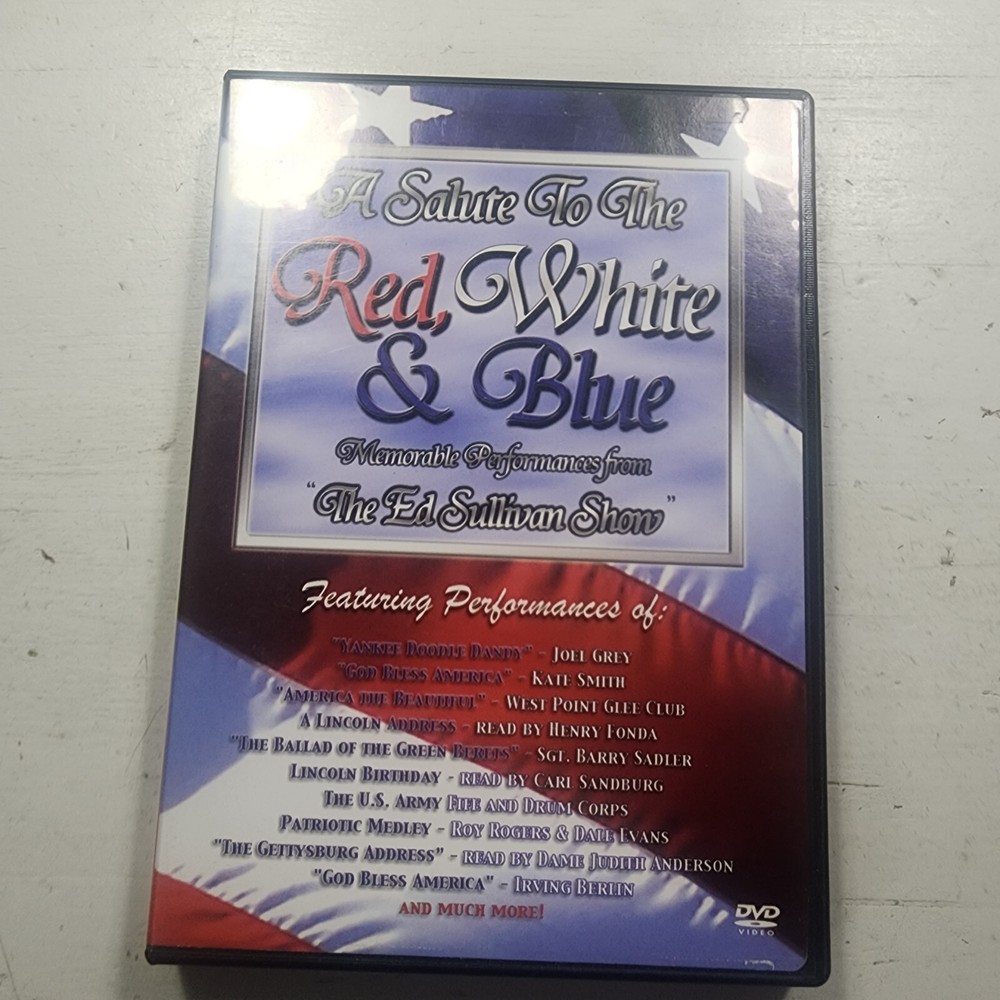 A Salute To The
Red, White
& Blue
Memorable Performances from
"The Ed Sullivan Show"
Featuring Performances of:
"Yankee Doodle Dandy" - Joel Grey
"God Bless America" - Kate Smith
"America the Beautiful" - West Point Glee Club
A Lincoln Address - read by Henry Fonda
"The Ballad of the Green Berets" - Sgt. Barry Sadler
Lincoln Birthday - read by Carl Sandburg
The U.S. Army Fife and Drum Corps
Patriotic Medley - Roy Rogers & Dale Evans
"The Gettysburg Address" - read by Dame Judith Anderson
"God Bless America" - Irving Berlin
and much more!
DVD
VIDEO